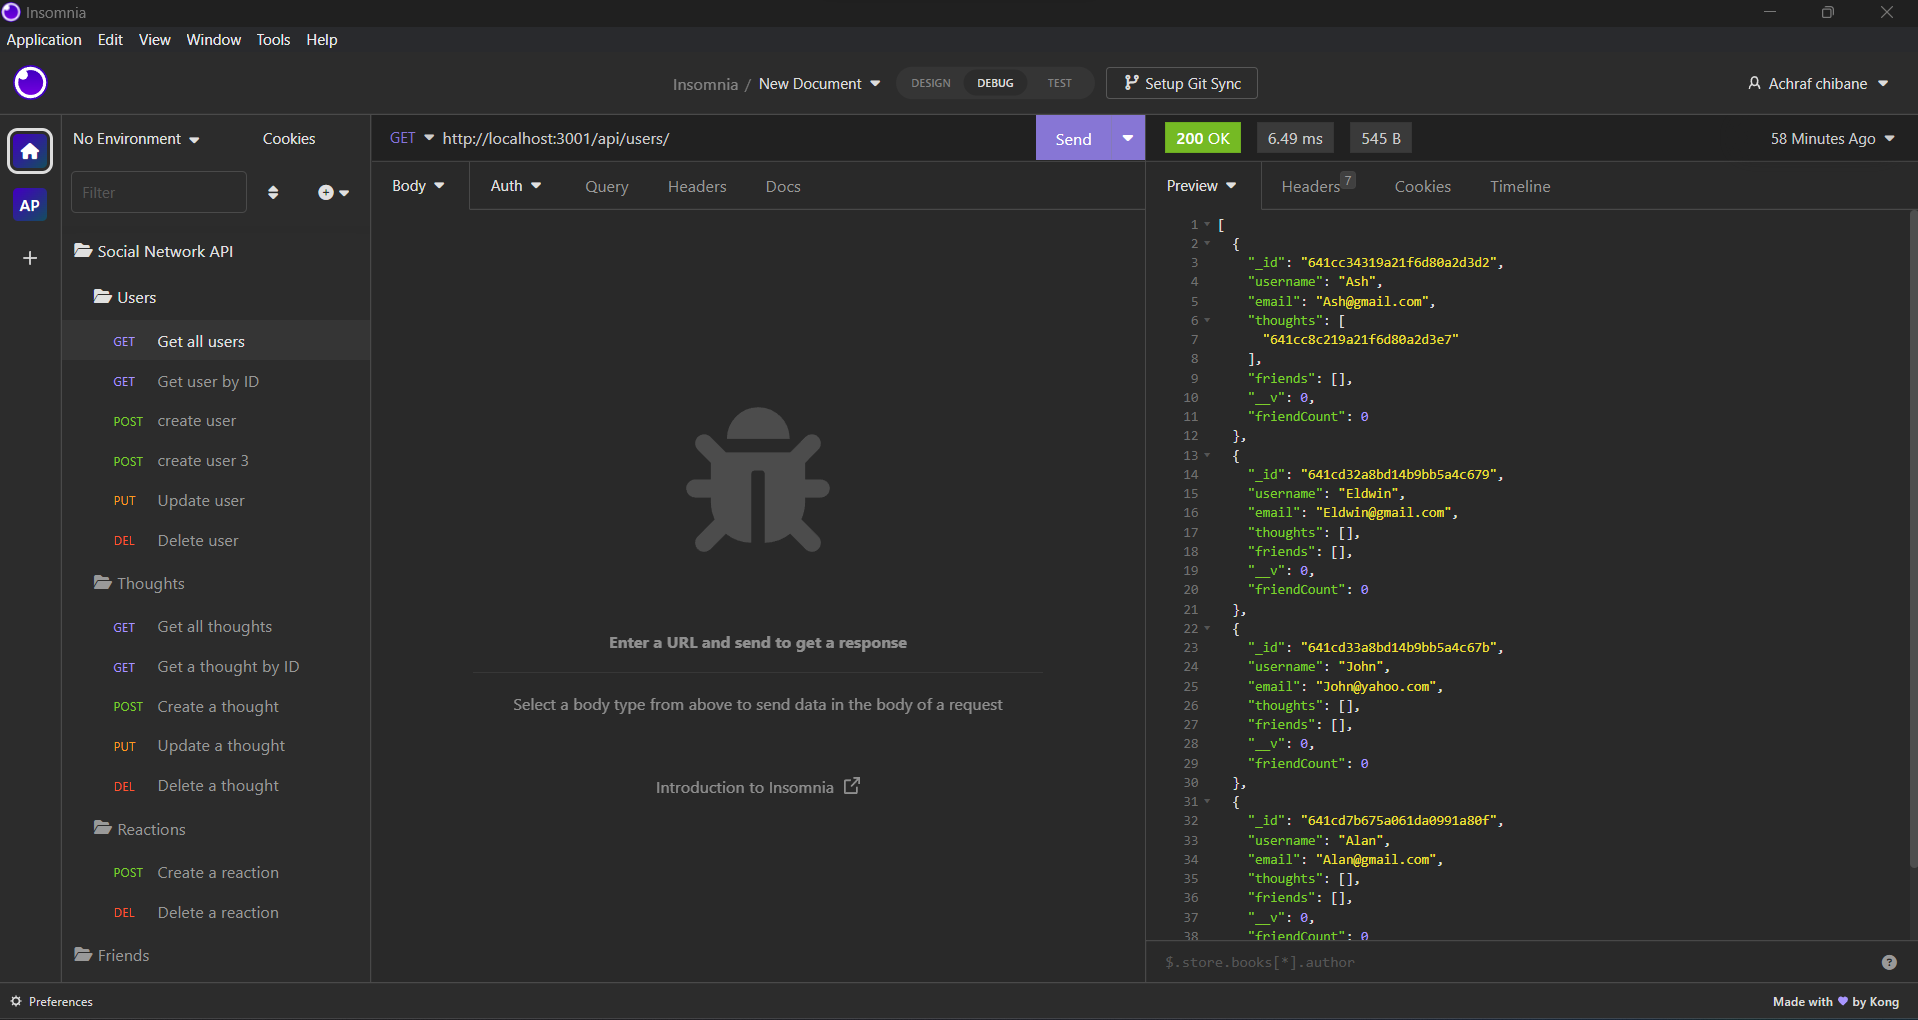 Insomnia
Application Edit View Window Tools Help
Insomnia / New Document DESIGN DEBUG TEST Setup Git Sync Achraf chibane
No Environment Cookies
AP
Filter
Social Network API
Users
GET Get all users
GET Get user by ID
POST create user
POST create user 3
PUT Update user
DEL Delete user
Thoughts
GET Get all thoughts
GET Get a thought by ID
POST Create a thought
PUT Update a thought
DEL Delete a thought
Reactions
POST Create a reaction
DEL Delete a reaction
Friends
GET http://localhost:3001/api/users/ Send
Body Auth Query Headers Docs
Enter a URL and send to get a response
Select a body type from above to send data in the body of a request
Introduction to Insomnia
200 OK 6.49 ms 545 B 58 Minutes Ago
Preview Headers 7 Cookies Timeline
1 [
2 {
3 "_id": "641cc34319a21f6d80a2d3d2",
4 "username": "Ash",
5 "email": "Ash@gmail.com",
6 "thoughts": [
7 "641cc8c219a21f6d80a2d3e7"
8 ],
9 "friends": [],
10 "__v": 0,
11 "friendCount": 0
12 },
13 {
14 "_id": "641cd32a8bd14b9bb5a4c679",
15 "username": "Eldwin",
16 "email": "Eldwin@gmail.com",
17 "thoughts": [],
18 "friends": [],
19 "__v": 0,
20 "friendCount": 0
21 },
22 {
23 "_id": "641cd33a8bd14b9bb5a4c67b",
24 "username": "John",
25 "email": "John@yahoo.com",
26 "thoughts": [],
27 "friends": [],
28 "__v": 0,
29 "friendCount": 0
30 },
31 {
32 "_id": "641cd7b675a061da0991a80f",
33 "username": "Alan",
34 "email": "Alan@gmail.com",
35 "thoughts": [],
36 "friends": [],
37 "__v": 0,
38 "friendCount": 0
$.store.books[*].author
Preferences
Made with 💜 by Kong